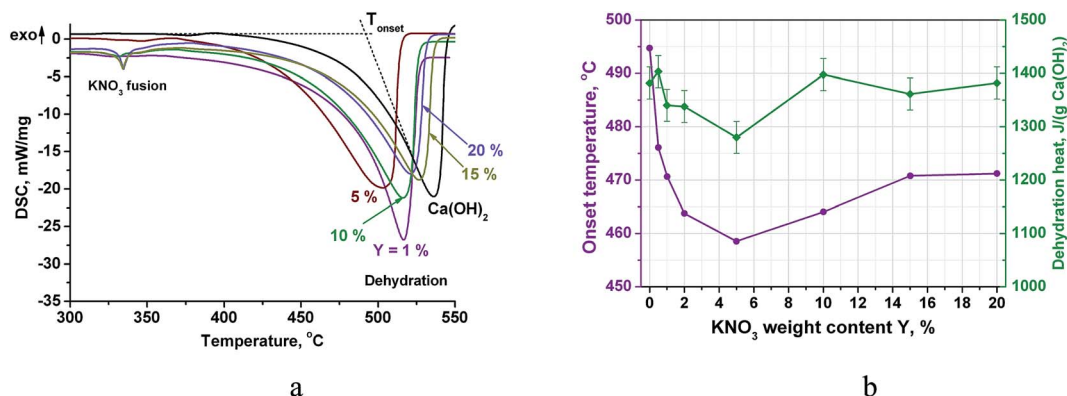 exo
T onset
0
-5
-10
-15
-20
-25
-30
-35
DSC, mW/mg
KNO3 fusion
20 %
15 %
5 %
Ca(OH)2
10 %
Y = 1 %
Dehydration
300 350 400 450 500 550
Temperature, °C
a
500
490
480
470
460
450
Onset temperature, °C
1500
1400
1300
1200
1100
1000
Dehydration heat, J/(g Ca(OH)2)
0 2 4 6 8 10 12 14 16 18 20
KNO3 weight content Y, %
b